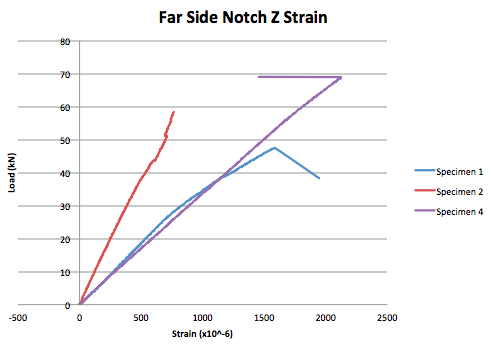 Far Side Notch Z Strain
80
70
60
50
40
30
20
10
0
Load (kN)
-500 0 500 1000 1500 2000 2500
Strain (x10^-6)
Specimen 1
Specimen 2
Specimen 4